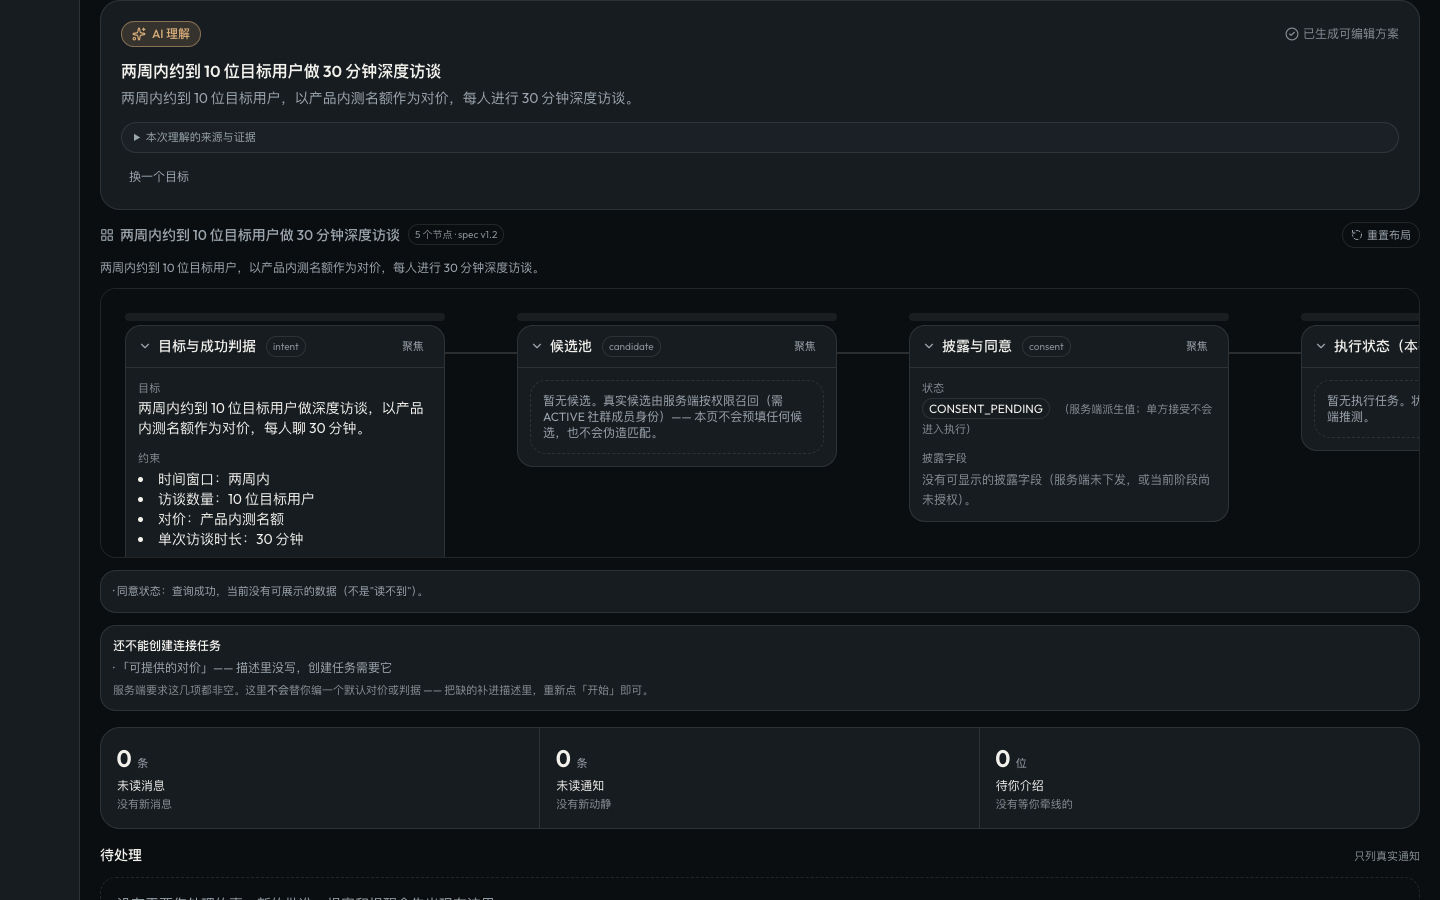 AI 理解
已生成可编辑方案
两周内约到 10 位目标用户做 30 分钟深度访谈
两周内约到 10 位目标用户，以产品内测名额作为对价，每人进行 30 分钟深度访谈。
本次理解的来源与证据
换一个目标
两周内约到 10 位目标用户做 30 分钟深度访谈
5 个节点 · spec v1.2
重置布局
两周内约到 10 位目标用户，以产品内测名额作为对价，每人进行 30 分钟深度访谈。
目标与成功判据
intent
聚焦
目标
两周内约到 10 位目标用户做深度访谈，以产品
内测名额作为对价，每人聊 30 分钟。
约束
• 时间窗口：两周内
• 访谈数量：10 位目标用户
• 对价：产品内测名额
• 单次访谈时长：30 分钟
候选池
candidate
聚焦
暂无候选。真实候选由服务端按权限召回（需
ACTIVE 社群成员身份）—— 本页不会预填任何候
选，也不会伪造匹配。
披露与同意
consent
聚焦
状态
CONSENT_PENDING （服务端派生值；单方接受不会
进入执行）
披露字段
没有可显示的披露字段（服务端未下发，或当前阶段尚
未授权）。
执行状态（本
暂无执行任务。状
端推测。
· 同意状态：查询成功，当前没有可展示的数据（不是"读不到"）。
还不能创建连接任务
· 「可提供的对价」—— 描述里没写，创建任务需要它
服务端要求这几项都非空。这里不会替你编一个默认对价或判据 —— 把缺的补进描述里，重新点「开始」即可。
0 条
未读消息
没有新消息
0 条
未读通知
没有新动静
0 位
待你介绍
没有等你牵线的
待处理
只列真实通知